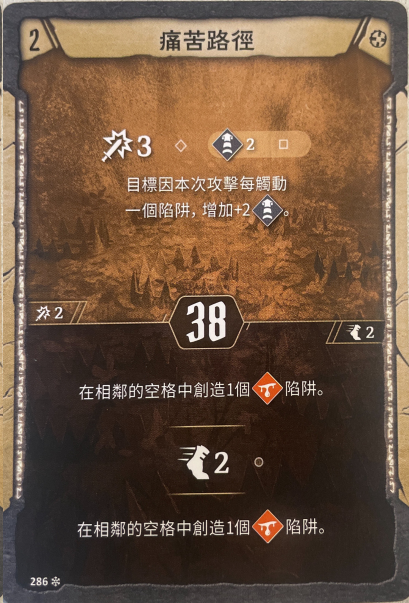 2 痛苦路徑
3 2
目標因本次攻擊每觸動
一個陷阱，增加+2。
2 38 2
在相鄰的空格中創造1個陷阱。
2
在相鄰的空格中創造1個陷阱。
286